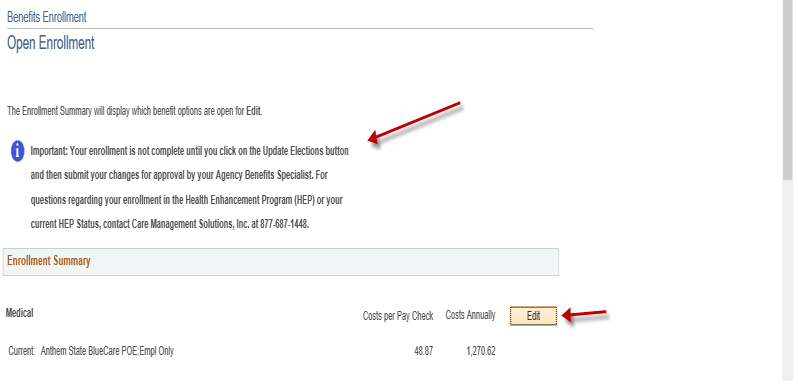 Benefits Enrollment
Open Enrollment
The Enrollment Summary will display which benefit options are open for Edit.
i
Important: Your enrollment is not complete until you click on the Update Elections button
and then submit your changes for approval by your Agency Benefits Specialist. For
questions regarding your enrollment in the Health Enhancement Program (HEP) or your
current HEP Status, contact Care Management Solutions, Inc. at 877-687-1448.
Enrollment Summary
Medical Costs per Pay Check Costs Annually Edit
Current: Anthem State BlueCare POE:Empl Only 48.87 1,270.62